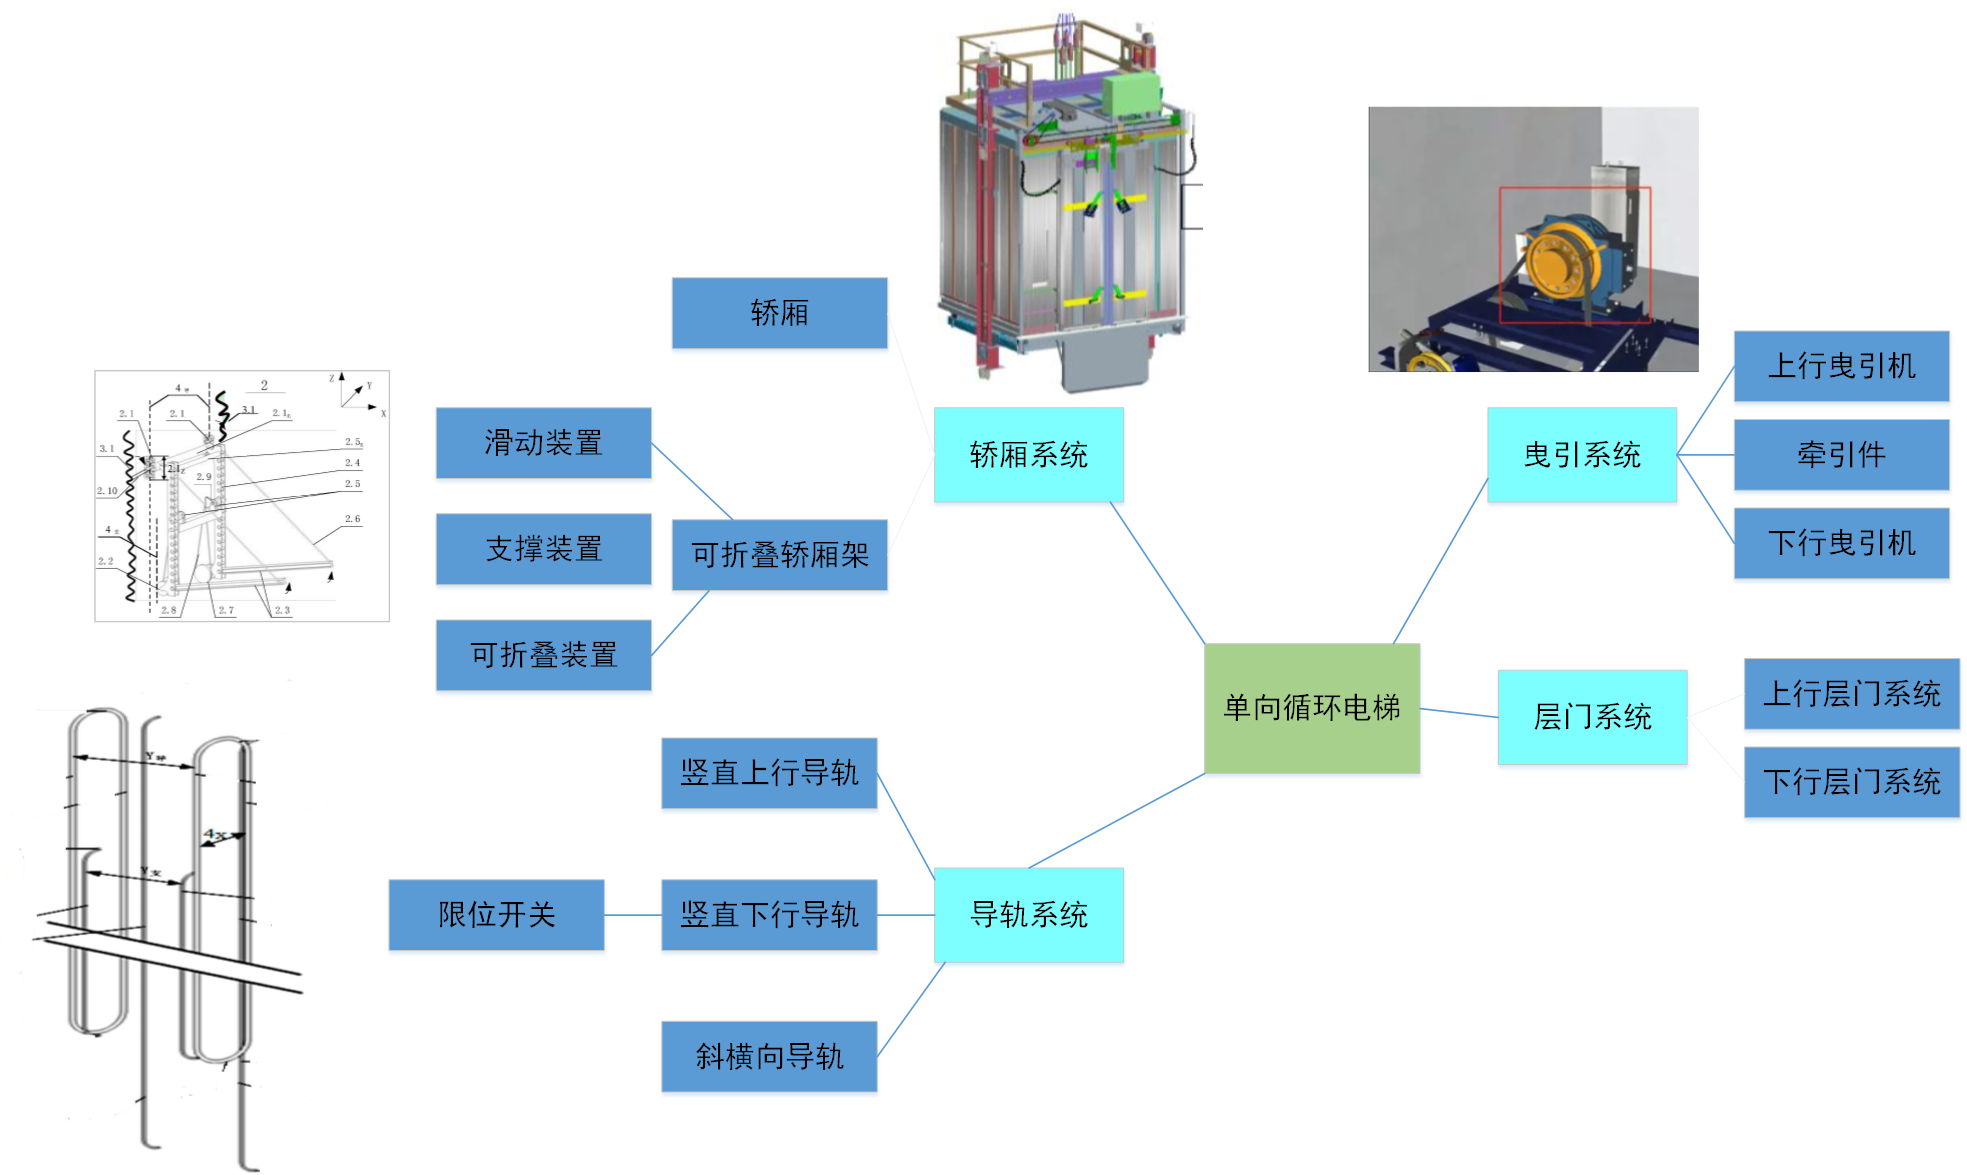 轿厢
滑动装置
支撑装置
可折叠装置
可折叠轿厢架
轿厢系统
曳引系统
上行曳引机
牵引件
下行曳引机
单向循环电梯
层门系统
上行层门系统
下行层门系统
竖直上行导轨
限位开关
竖直下行导轨
导轨系统
斜横向导轨
2
Z
Y
X
2.1
2.1
3.1
3.1
2.4
2.5
2.6
2.9
2.10
2.2
2.8
2.7
2.3
4X